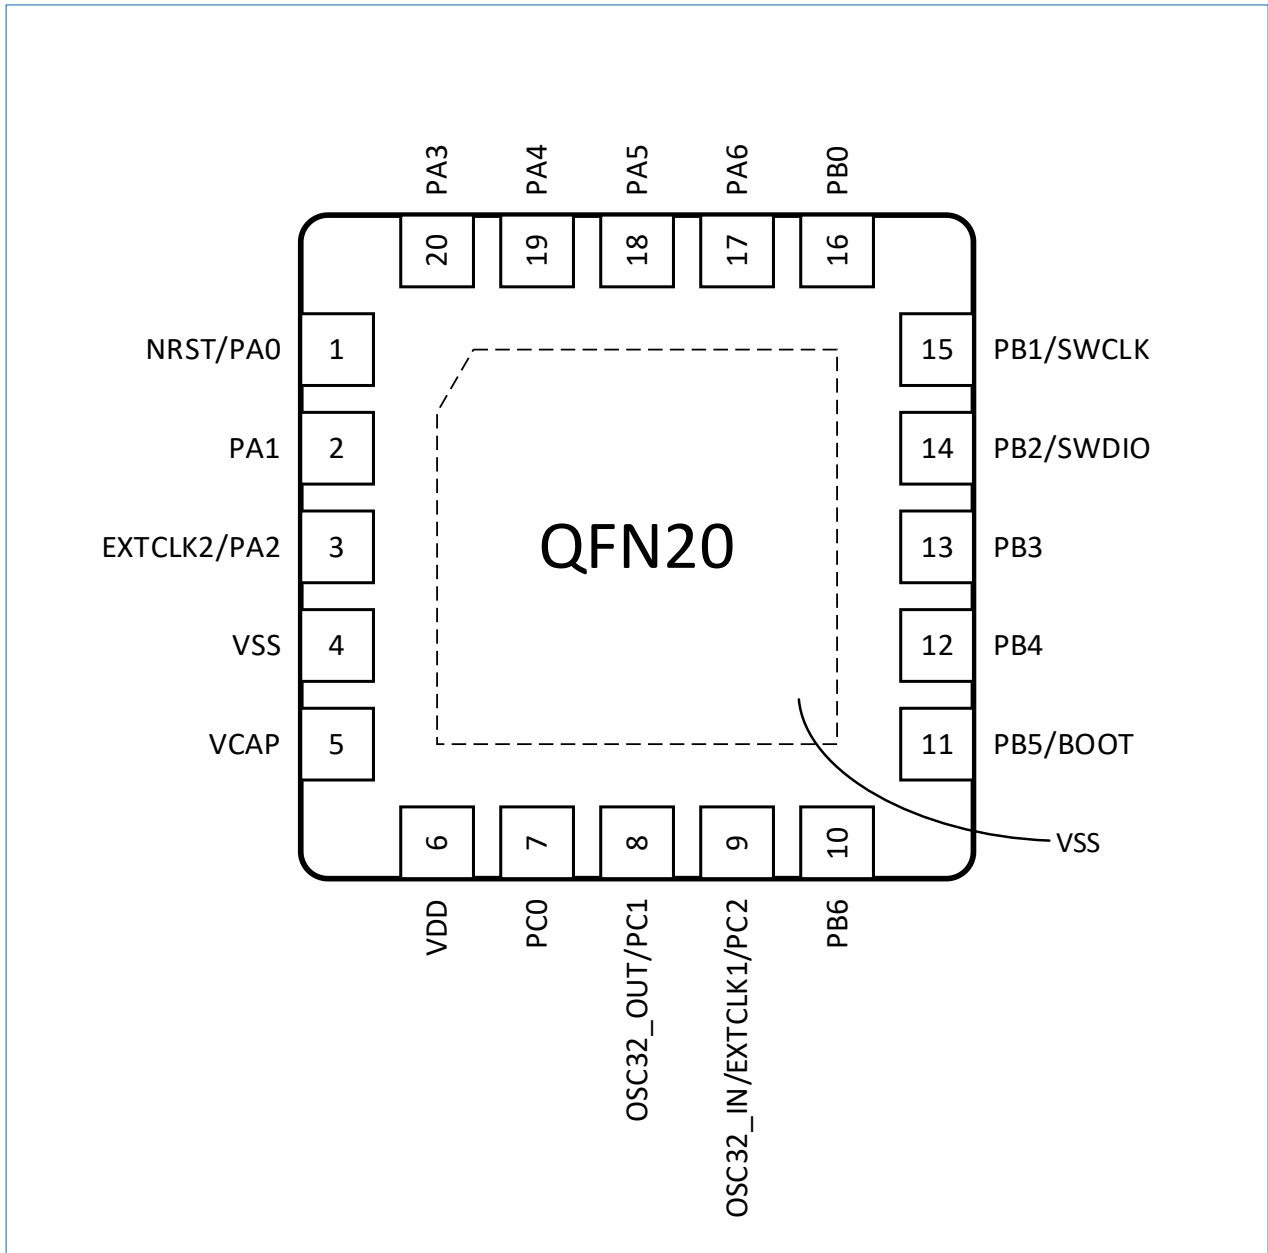 PA3 PA4 PA5 PA6 PB0
20 19 18 17 16
NRST/PA0 1 15 PB1/SWCLK
PA1 2 14 PB2/SWDIO
EXTCLK2/PA2 3 QFN20 13 PB3
VSS 4 12 PB4
VCAP 5 11 PB5/BOOT
6 7 8 9 10
VSS
VDD PC0 OSC32_OUT/PC1 OSC32_IN/EXTCLK1/PC2 PB6